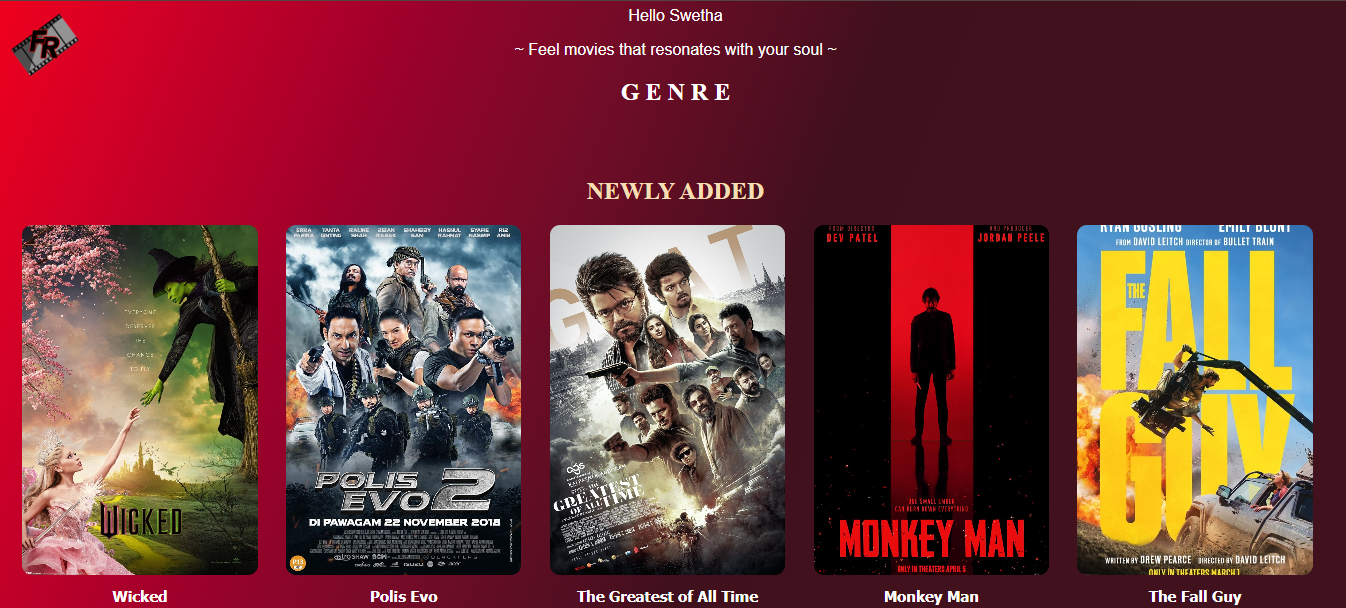 FR
Hello Swetha
~ Feel movies that resonates with your soul ~
GENRE
NEWLY ADDED
EVERYONE
DESERVES
THE
CHANCE
TO FLY
WICKED
POLIS
EVO 2
DI PAWAGAM 22 NOVEMBER 2018
P13
GOAT
ags
THE
GREATEST
OF ALL TIME
FROM DIRECTOR
DEV PATEL
AND PRODUCER
JORDAN PEELE
ONE SMALL EMBER
CAN BURN DOWN EVERYTHING
MONKEY MAN
ONLY IN THEATERS APRIL 5
RYAN GOSLING EMILY BLUNT
FROM DAVID LEITCH DIRECTOR OF BULLET TRAIN
THE
FALL
GUY
WRITTEN BY DREW PEARCE DIRECTED BY DAVID LEITCH
ONLY IN THEATERS MARCH 1
Wicked
Polis Evo
The Greatest of All Time
Monkey Man
The Fall Guy